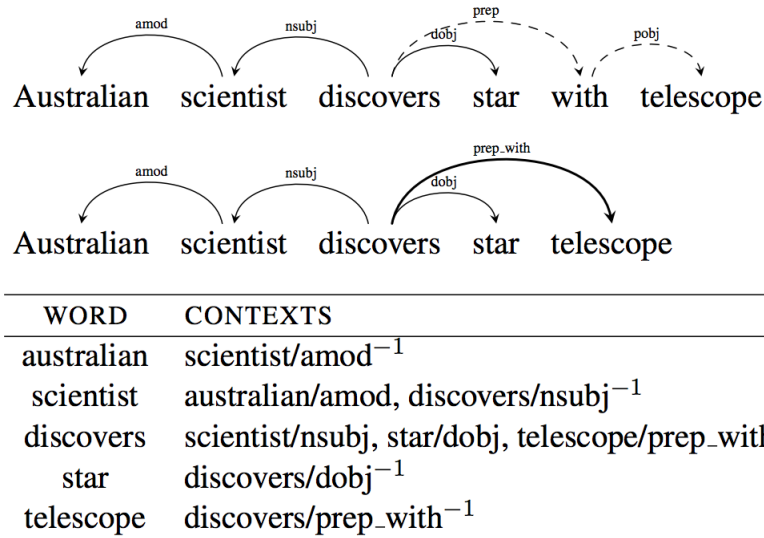 prep
amod nsubj dobj pobj
Australian scientist discovers star with telescope
prep_with
amod nsubj dobj
Australian scientist discovers star telescope
WORD CONTEXTS
australian scientist/amod⁻¹
scientist australian/amod, discovers/nsubj⁻¹
discovers scientist/nsubj, star/dobj, telescope/prep_with
star discovers/dobj⁻¹
telescope discovers/prep_with⁻¹